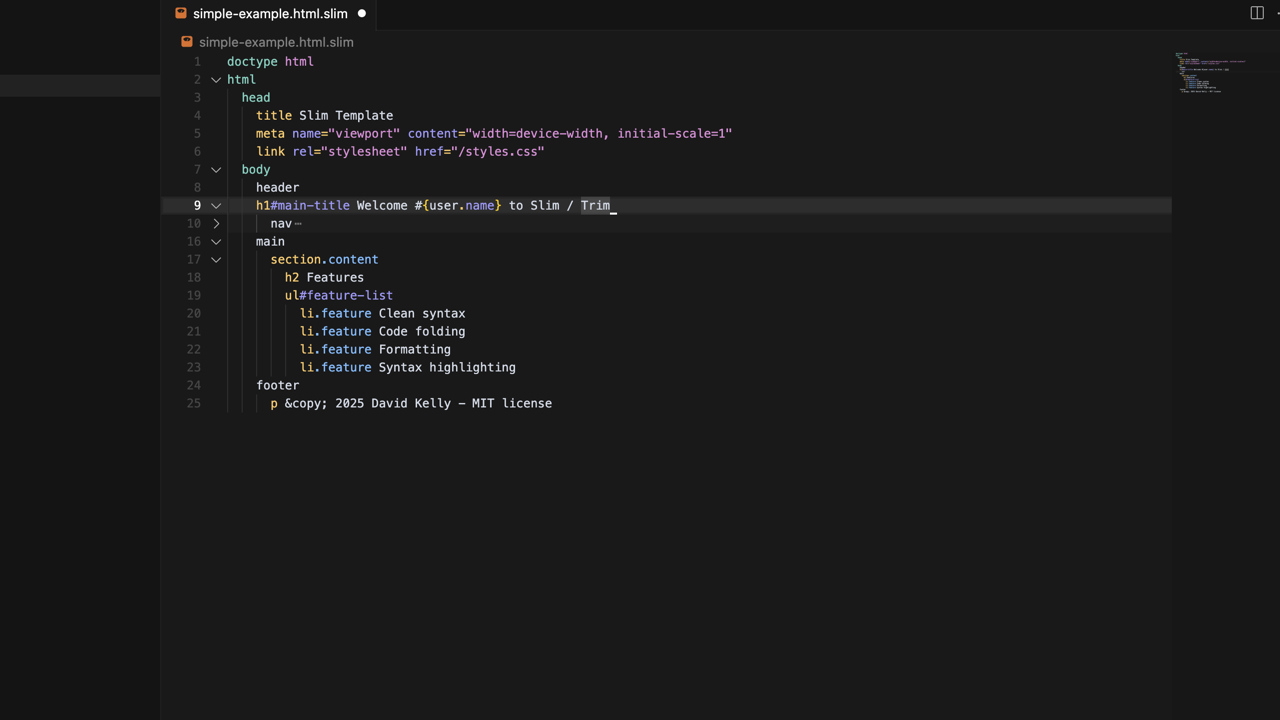 simple-example.html.slim
simple-example.html.slim
1 doctype html
2 html
3 head
4 title Slim Template
5 meta name="viewport" content="width=device-width, initial-scale=1"
6 link rel="stylesheet" href="/styles.css"
7 body
8 header
9 h1#main-title Welcome #{user.name} to Slim / Trim
10 nav⋯
16 main
17 section.content
18 h2 Features
19 ul#feature-list
20 li.feature Clean syntax
21 li.feature Code folding
22 li.feature Formatting
23 li.feature Syntax highlighting
24 footer
25 p &copy; 2025 David Kelly - MIT license